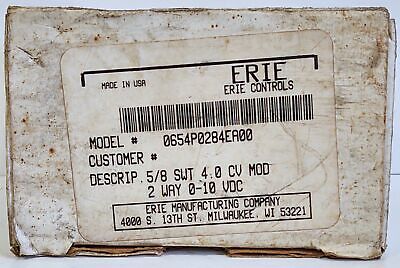 MADE IN USA
ERIE
ERIE CONTROLS
MODEL # 0654P0284EA00
CUSTOMER #
DESCRIP. 5/8 SWT 4.0 CV MOD
2 WAY 0-10 VDC
ERIE MANUFACTURING COMPANY
4000 S. 13TH ST. MILWAUKEE, WI 53221